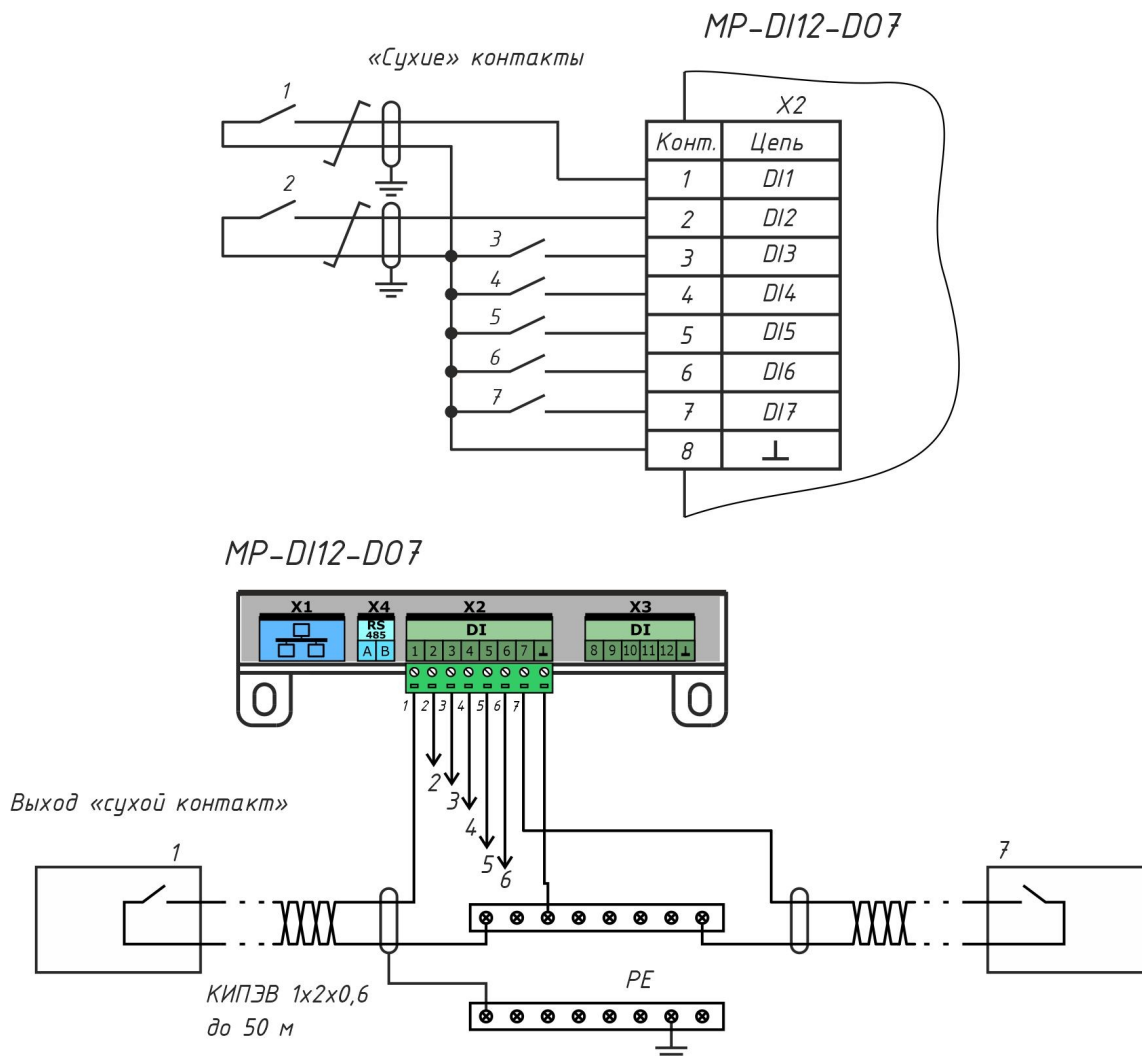 MP-DI12-DO7
«Сухие» контакты
1
2
3
4
5
6
7
X2
Конт. Цепь
1 DI1
2 DI2
3 DI3
4 DI4
5 DI5
6 DI6
7 DI7
8 ⊥
MP-DI12-DO7
X1 X4 X2 X3
RS 485 DI DI
A B 1 2 3 4 5 6 7 ⊥ 8 9 10 11 12 ⊥
1 2 3 4 5 6 7
2
3
4
5
6
Выход «сухой контакт»
1
7
КИПЭВ 1х2х0,6
до 50 м
PE